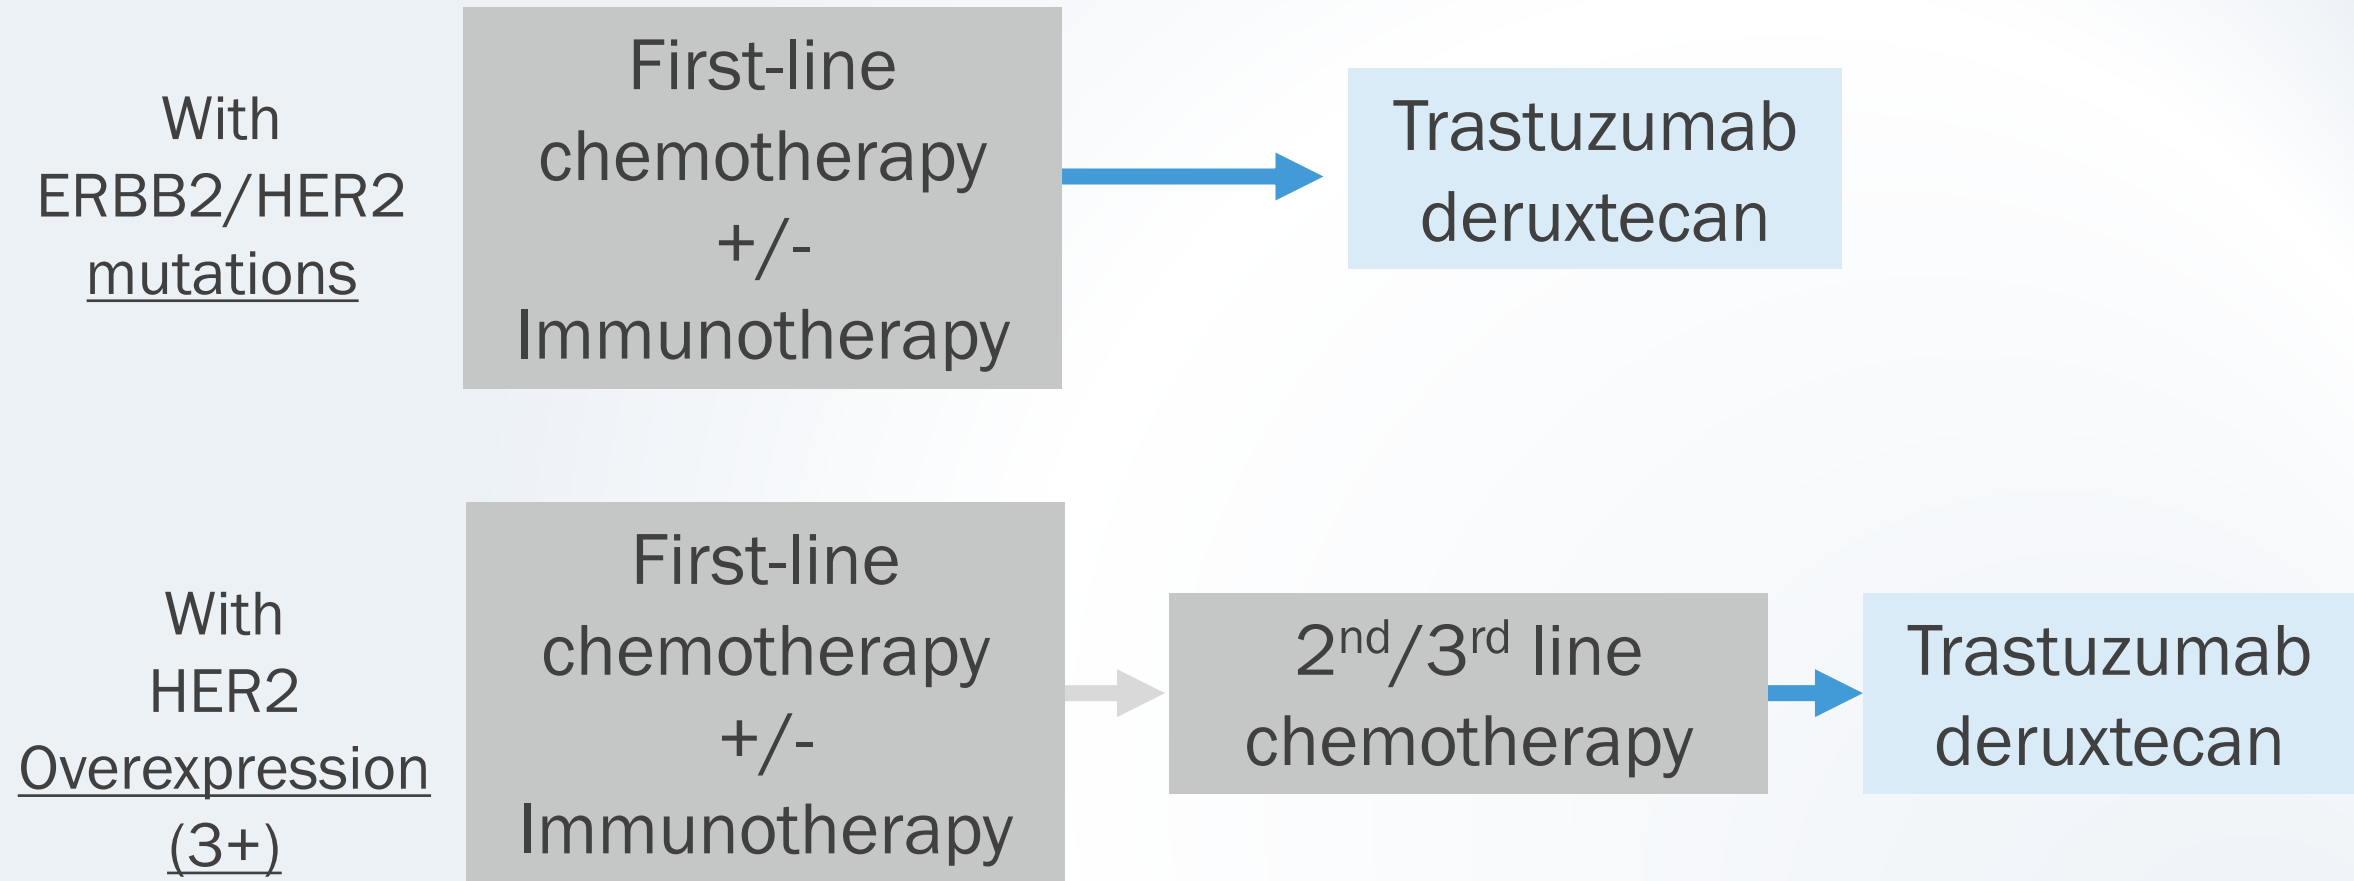 With
ERBB2/HER2
mutations
First-line
chemotherapy
+/-
Immunotherapy
Trastuzumab
deruxtecan
With
HER2
Overexpression
(3+)
First-line
chemotherapy
+/-
Immunotherapy
2nd/3rd line
chemotherapy
Trastuzumab
deruxtecan